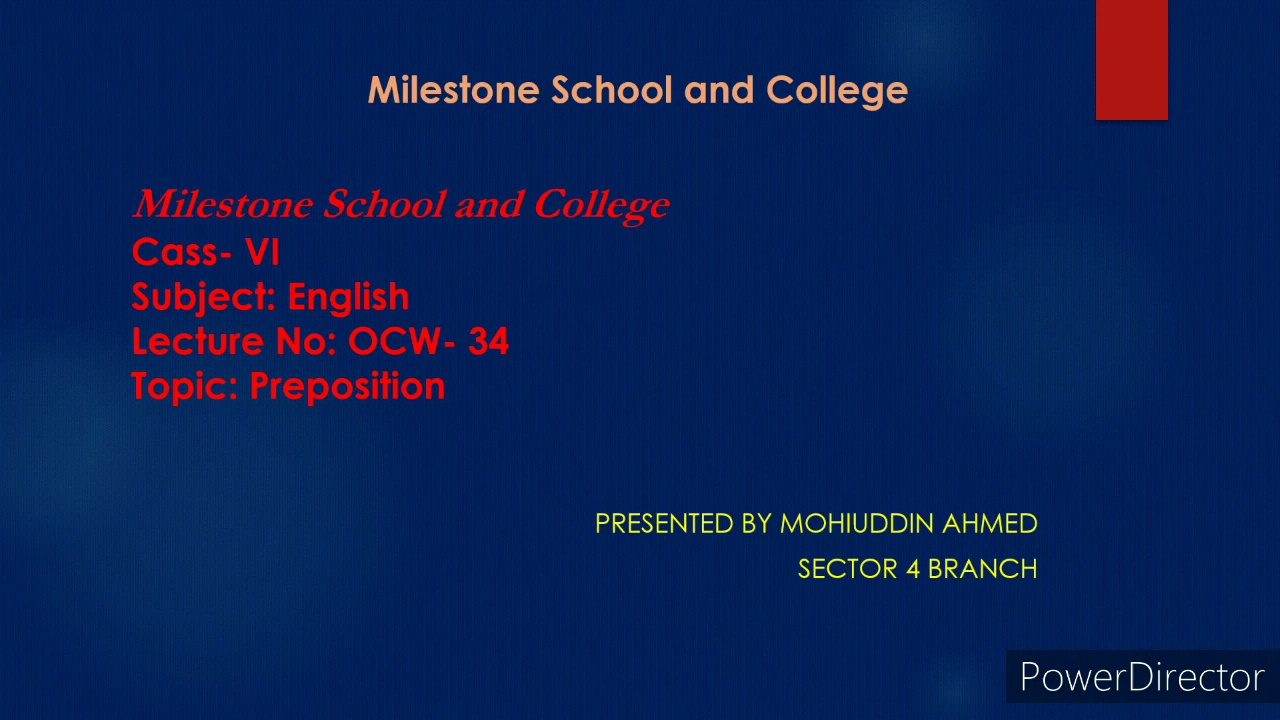 Milestone School and College
Milestone School and College
Cass- VI
Subject: English
Lecture No: OCW- 34
Topic: Preposition
PRESENTED BY MOHIUDDIN AHMED
SECTOR 4 BRANCH
PowerDirector